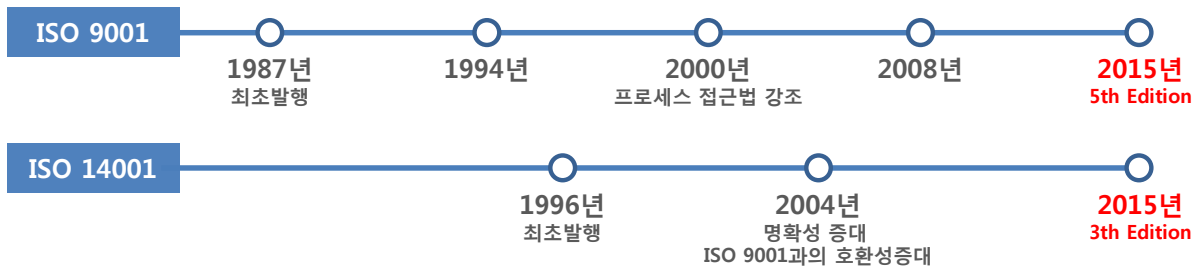 ISO 9001
1987년
최초발행
1994년
2000년
프로세스 접근법 강조
2008년
2015년
5th Edition
ISO 14001
1996년
최초발행
2004년
명확성 증대
ISO 9001과의 호환성증대
2015년
3th Edition